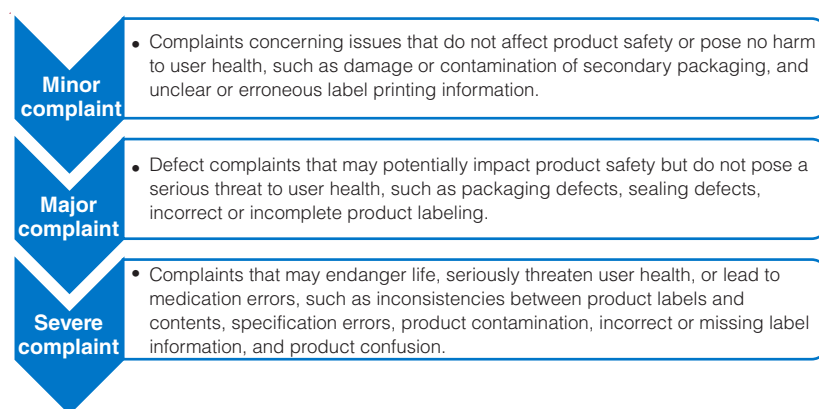 Minor
complaint
• Complaints concerning issues that do not affect product safety or pose no harm
to user health, such as damage or contamination of secondary packaging, and
unclear or erroneous label printing information.
Major
complaint
• Defect complaints that may potentially impact product safety but do not pose a
serious threat to user health, such as packaging defects, sealing defects,
incorrect or incomplete product labeling.
Severe
complaint
• Complaints that may endanger life, seriously threaten user health, or lead to
medication errors, such as inconsistencies between product labels and
contents, specification errors, product contamination, incorrect or missing label
information, and product confusion.